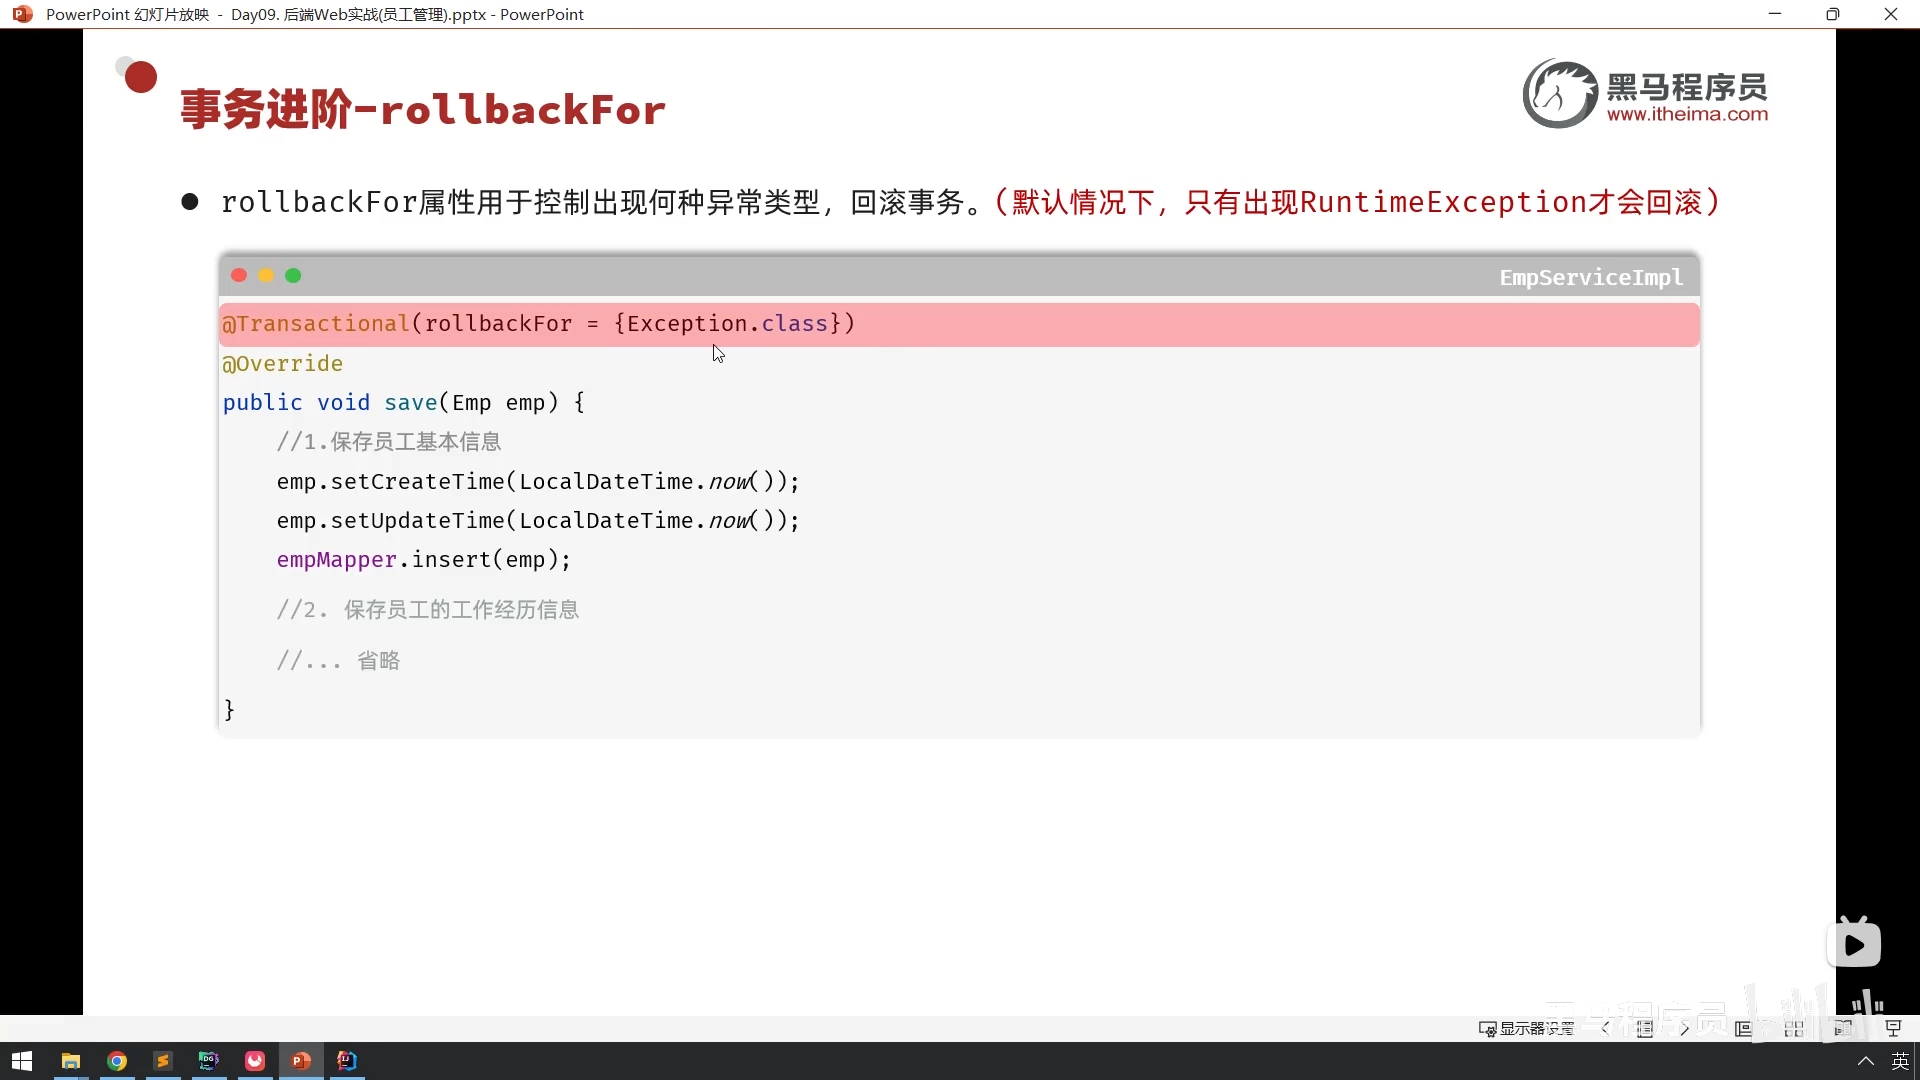 PowerPoint 幻灯片放映 - Day09. 后端Web实战(员工管理).pptx - PowerPoint
事务进阶-rollbackFor
黑马程序员
www.itheima.com
rollbackFor属性用于控制出现何种异常类型，回滚事务。（默认情况下，只有出现RuntimeException才会回滚）
EmpServiceImpl
@Transactional(rollbackFor = {Exception.class})
@Override
public void save(Emp emp) {
//1.保存员工基本信息
emp.setCreateTime(LocalDateTime.now());
emp.setUpdateTime(LocalDateTime.now());
empMapper.insert(emp);
//2. 保存员工的工作经历信息
//... 省略
}
黑马程序员
显示器设置
英